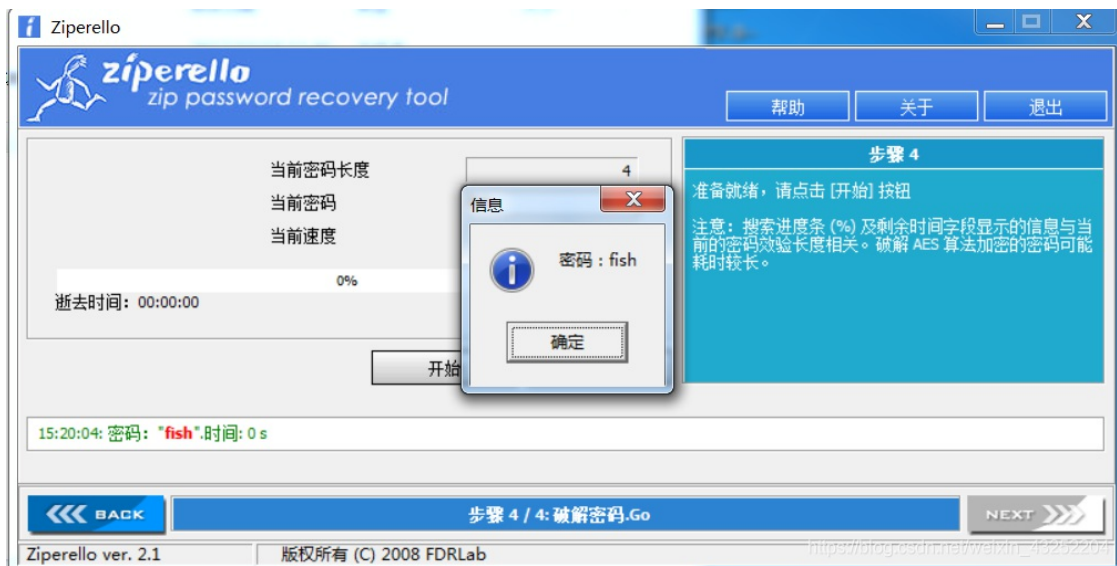 Ziperello
ziperello
zip password recovery tool
帮助
关于
退出
当前密码长度
4
当前密码
当前速度
0%
逝去时间: 00:00:00
开始
信息
密码：fish
确定
步骤 4
准备就绪，请点击 [开始] 按钮
注意：搜索进度条 (%) 及剩余时间字段显示的信息与当
前的密码效验长度相关。破解 AES 算法加密的密码可能
耗时较长。
15:20:04: 密码: "fish".时间: 0 s
BACK
步骤 4 / 4: 破解密码.Go
NEXT
Ziperello ver. 2.1
版权所有 (C) 2008 FDRLab
https://blog.csdn.net/weixin_43252204